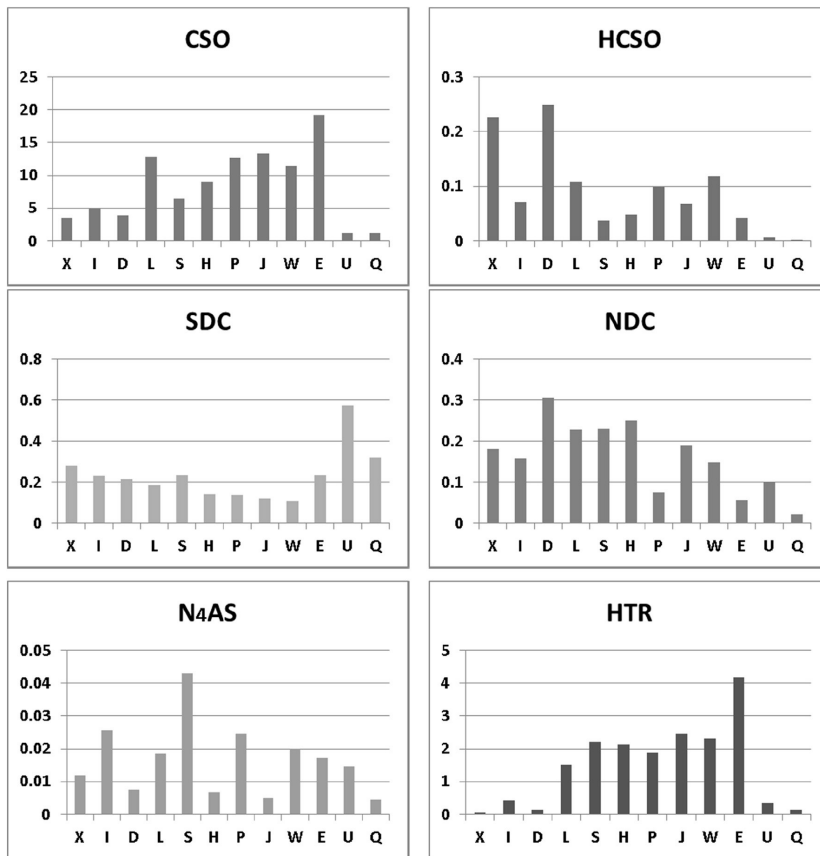 CSO
25
20
15
10
5
0
X I D L S H P J W E U Q
HCSO
0.3
0.2
0.1
0
X I D L S H P J W E U Q
SDC
0.8
0.6
0.4
0.2
0
X I D L S H P J W E U Q
NDC
0.4
0.3
0.2
0.1
0
X I D L S H P J W E U Q
N4AS
0.05
0.04
0.03
0.02
0.01
0
X I D L S H P J W E U Q
HTR
5
4
3
2
1
0
X I D L S H P J W E U Q